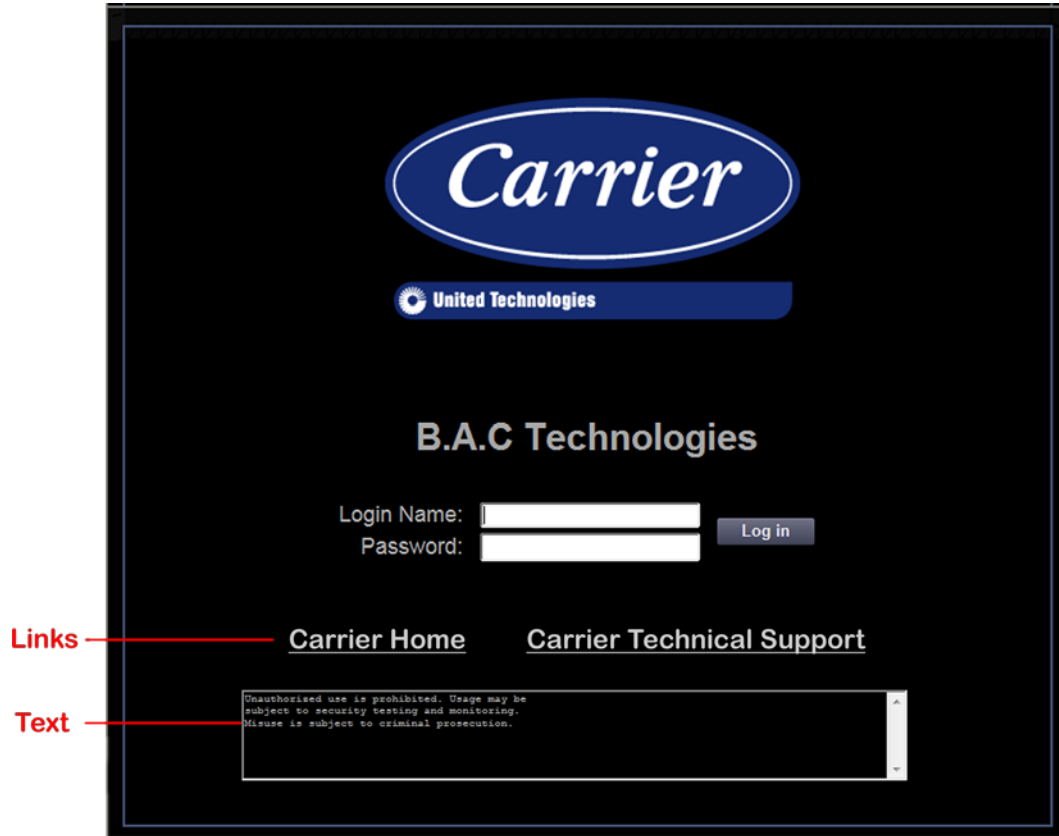 Carrier
United Technologies
B.A.C Technologies
Login Name:
Password:
Log in
Links
Carrier Home
Carrier Technical Support
Text
Unauthorized use is prohibited. Usage may be
subject to security testing and monitoring.
Misuse is subject to criminal prosecution.